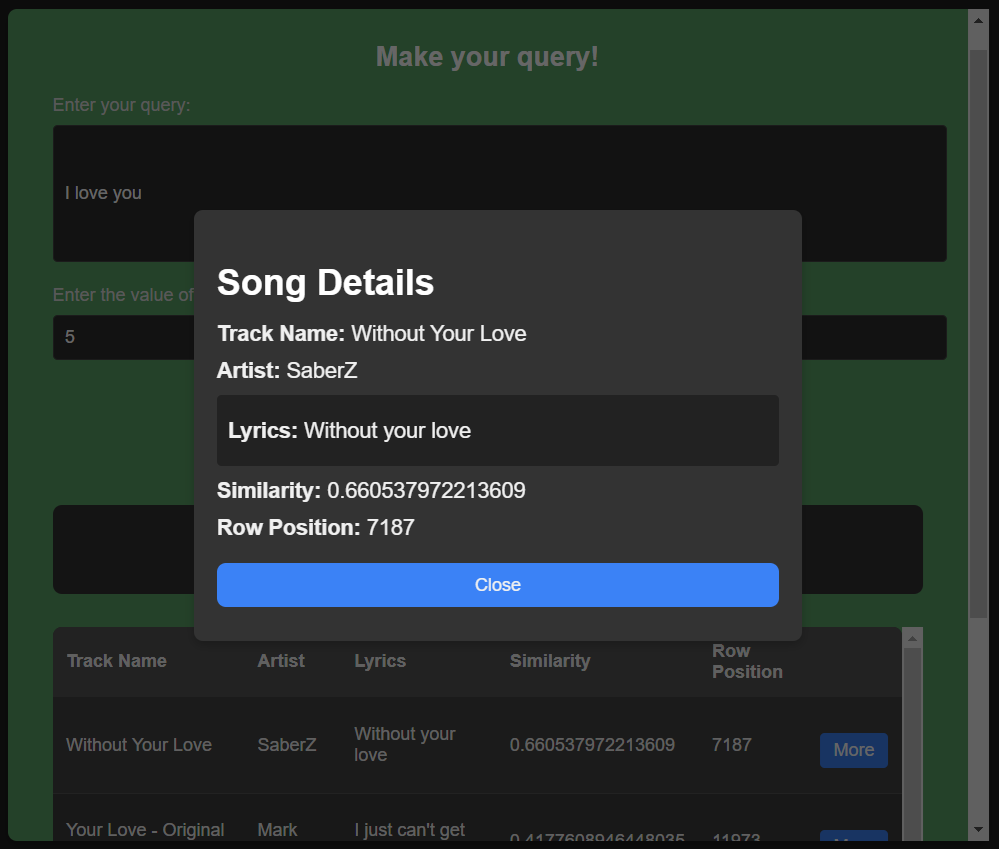 Make your query!
Enter your query:
I love you
Enter the value of
5
Song Details
Track Name: Without Your Love
Artist: SaberZ
Lyrics: Without your love
Similarity: 0.660537972213609
Row Position: 7187
Close
Track Name Artist Lyrics Similarity Row Position
Without Your Love SaberZ Without your love 0.660537972213609 7187 More
Your Love - Original Mark I just can't get 0.4177608946448035 11973